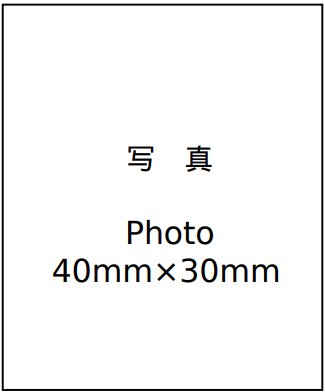 写　真
Photo
40mm×30mm